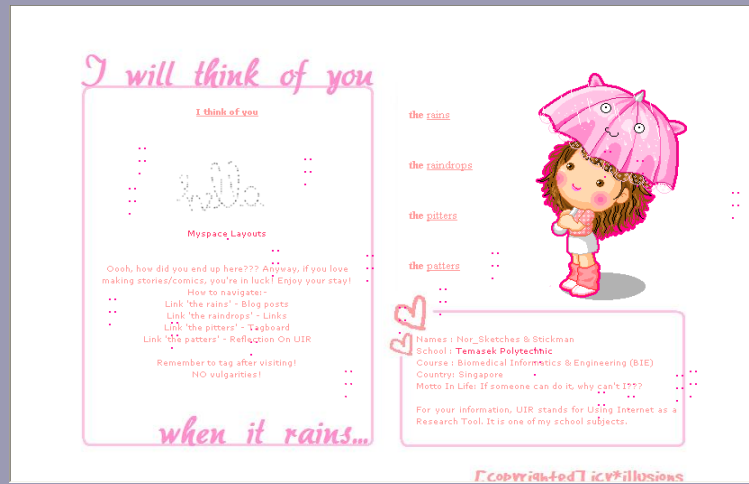 I will think of you
I think of you
hello
Myspace Layouts
Oooh, how did you end up here??? Anyway, if you love
making stories/comics, you're in luck! Enjoy your stay!
How to navigate:-
Link 'the rains' - Blog posts
Link 'the raindrops' - Links
Link 'the pitters' - Tagboard
Link 'the patters' - Reflection On UIR
Remember to tag after visiting!
NO vulgarities!
when it rains...
the rains
the raindrops
the pitters
the patters
Names : Nor_Sketches & Stickman
School : Temasek Polytechnic
Course : Biomedical Informatics & Engineering (BIE)
Country: Singapore
Motto In Life: If someone can do it, why can't I???
For your information, UIR stands for Using Internet as a
Research Tool. It is one of my school subjects.
[copyrighted] icy*illusions